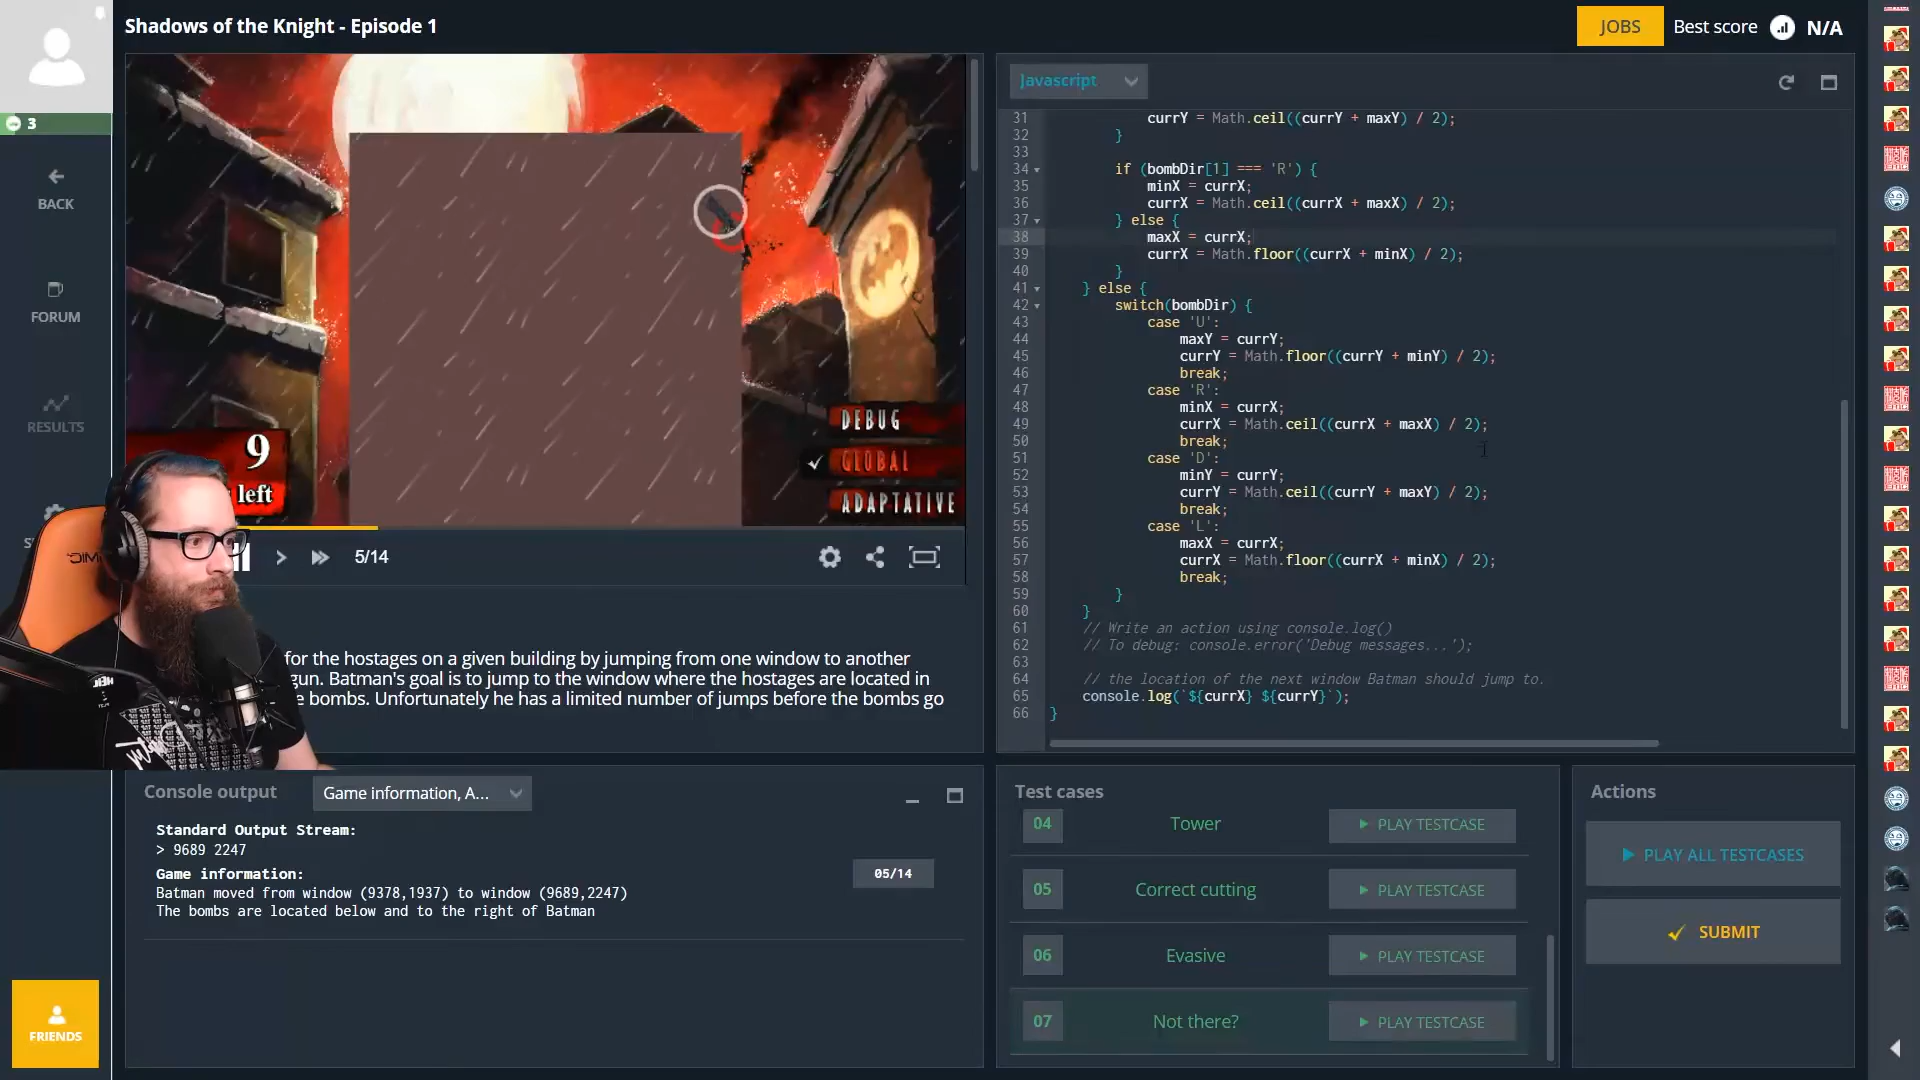 Shadows of the Knight - Episode 1
JOBS
Best score
N/A
3
BACK
FORUM
RESULTS
FRIENDS
9
left
DEBUG
GLOBAL
ADAPTATIVE
5/14
for the hostages on a given building by jumping from one window to another
gun. Batman's goal is to jump to the window where the hostages are located in
e bombs. Unfortunately he has a limited number of jumps before the bombs go
Javascript
31 currY = Math.ceil((currY + maxY) / 2);
32 }
33
34 if (bombDir[1] === 'R') {
35 minX = currX;
36 currX = Math.ceil((currX + maxX) / 2);
37 } else {
38 maxX = currX;
39 currX = Math.floor((currX + minX) / 2);
40 }
41 } else {
42 switch(bombDir) {
43 case 'U':
44 maxY = currY;
45 currY = Math.floor((currY + minY) / 2);
46 break;
47 case 'R':
48 minX = currX;
49 currX = Math.ceil((currX + maxX) / 2);
50 break;
51 case 'D':
52 minY = currY;
53 currY = Math.ceil((currY + maxY) / 2);
54 break;
55 case 'L':
56 maxX = currX;
57 currX = Math.floor((currX + minX) / 2);
58 break;
59 }
60 }
61 // Write an action using console.log()
62 // To debug: console.error('Debug messages...');
63
64 // the location of the next window Batman should jump to.
65 console.log(`${currX} ${currY}`);
66 }
Console output
Game information, A...
Standard Output Stream:
> 9689 2247
Game information:
Batman moved from window (9378,1937) to window (9689,2247)
The bombs are located below and to the right of Batman
05/14
Test cases
04 Tower PLAY TESTCASE
05 Correct cutting PLAY TESTCASE
06 Evasive PLAY TESTCASE
07 Not there? PLAY TESTCASE
Actions
PLAY ALL TESTCASES
SUBMIT